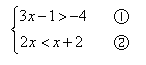 3x-1>-4 ①
2x<x+2 ②